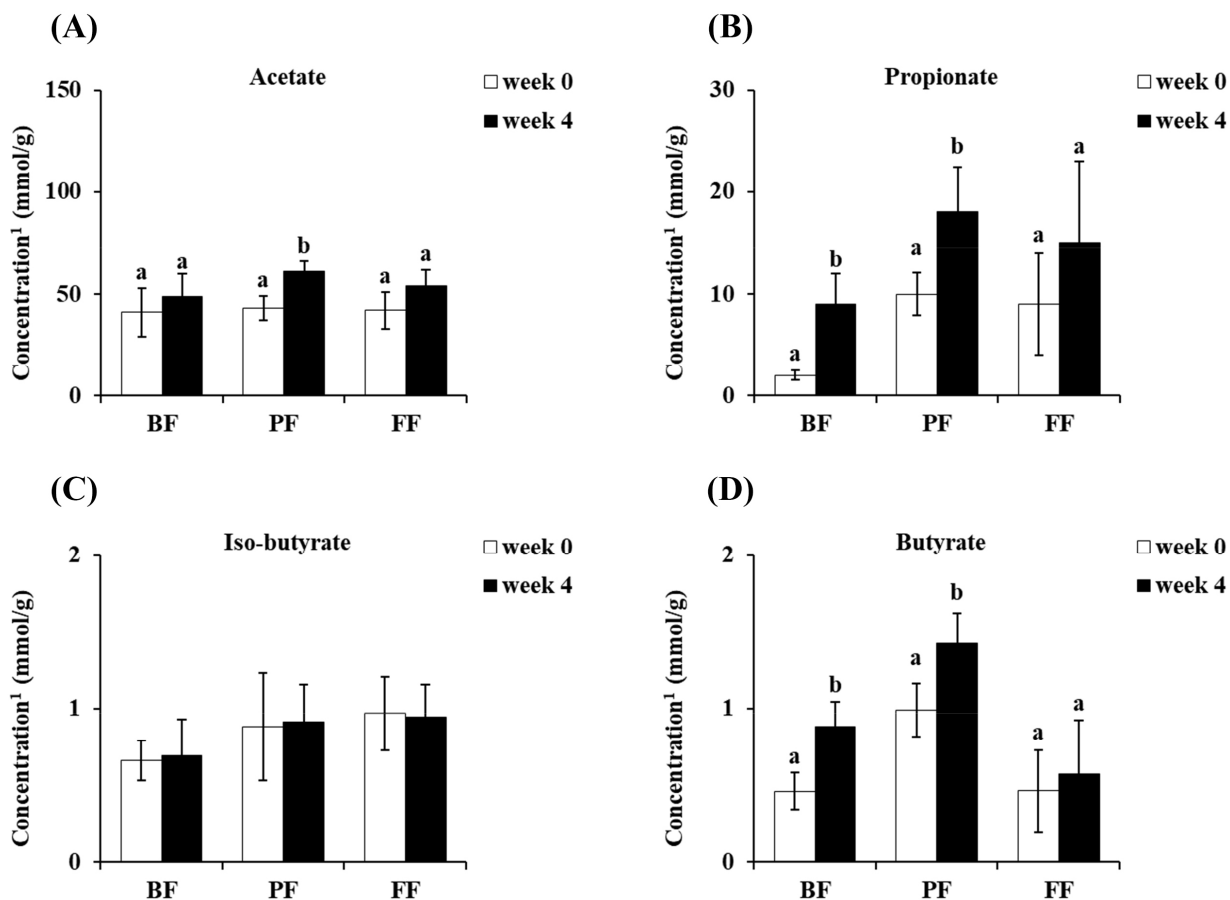 (A)
Acetate
week 0
week 4
Concentration¹ (mmol/g)
150
100
50
0
a a a b a a
BF PF FF
(B)
Propionate
week 0
week 4
Concentration¹ (mmol/g)
30
20
10
0
a b a b a a
BF PF FF
(C)
Iso-butyrate
week 0
week 4
Concentration¹ (mmol/g)
2
1
0
BF PF FF
(D)
Butyrate
week 0
week 4
Concentration¹ (mmol/g)
2
1
0
a b a b a a
BF PF FF